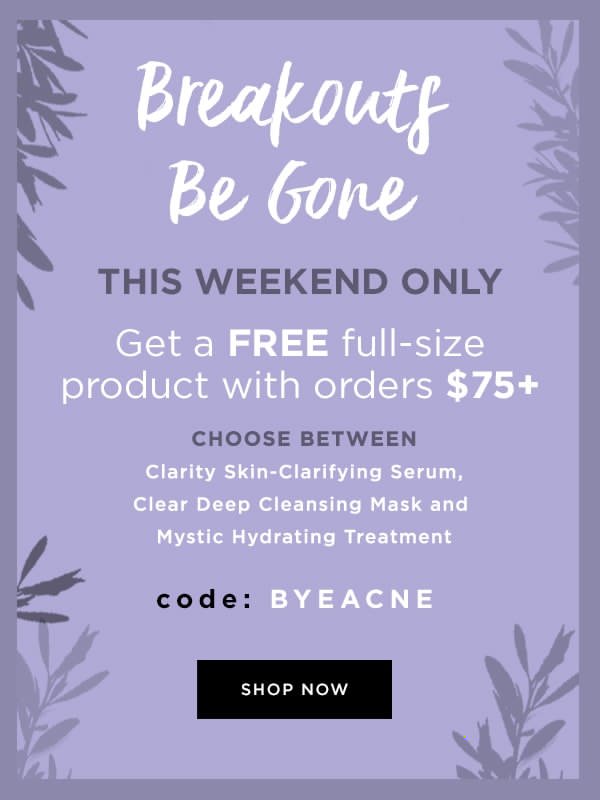 Breakouts
Be Gone
THIS WEEKEND ONLY
Get a FREE full-size
product with orders $75+
CHOOSE BETWEEN
Clarity Skin-Clarifying Serum,
Clear Deep Cleansing Mask and
Mystic Hydrating Treatment
code: BYEACNE
SHOP NOW